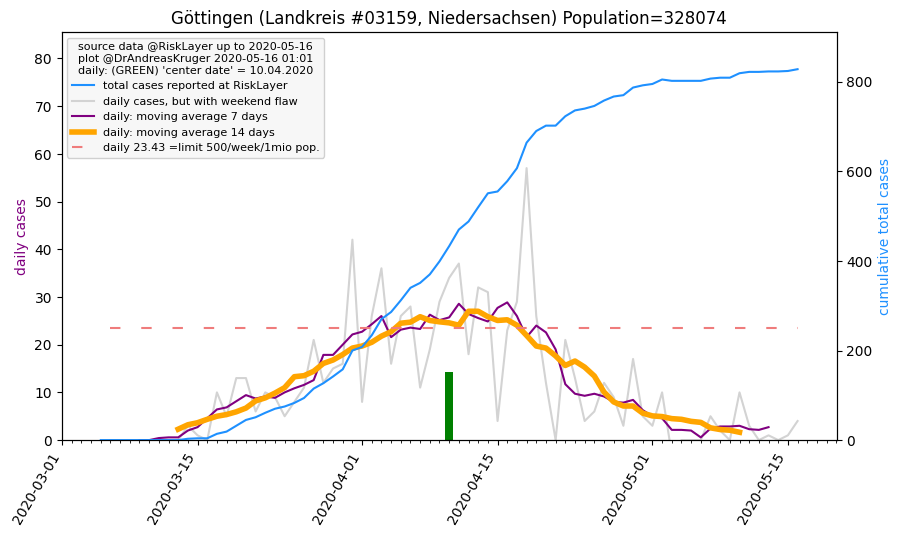 Göttingen (Landkreis #03159, Niedersachsen) Population=328074
source data @RiskLayer up to 2020-05-16
plot @DrAndreasKruger 2020-05-16 01:01
daily: (GREEN) 'center date' = 10.04.2020
total cases reported at RiskLayer
daily cases, but with weekend flaw
daily: moving average 7 days
daily: moving average 14 days
daily 23.43 =limit 500/week/1mio pop.
daily cases
80
70
60
50
40
30
20
10
0
800
600
400
200
0
cumulative total cases
2020-03-01
2020-03-15
2020-04-01
2020-04-15
2020-05-01
2020-05-15